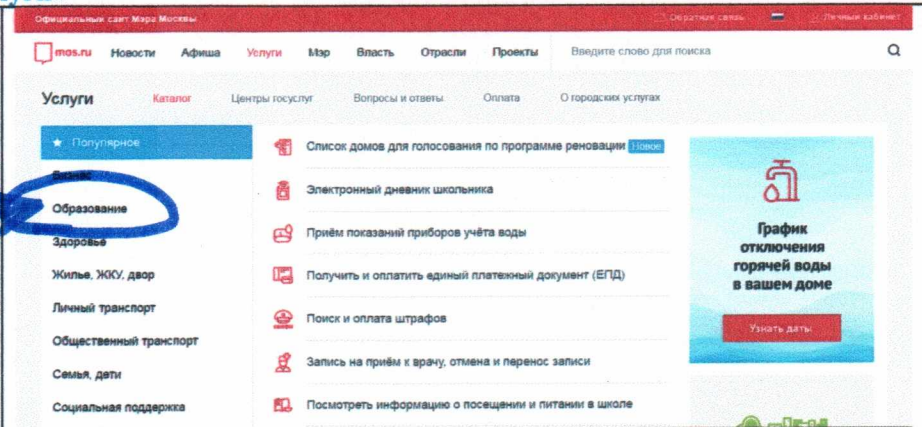 Официальный сайт Мэра Москвы Обратная связь Личный кабинет
mos.ru Новости Афиша Услуги Мэр Власть Отрасли Проекты Введите слово для поиска
Услуги Каталог Центры госуслуг Вопросы и ответы Оплата О городских услугах
Популярное
Бизнес
Образование
Здоровье
Жилье, ЖКУ, двор
Личный транспорт
Общественный транспорт
Семья, дети
Социальная поддержка
Список домов для голосования по программе реновации Новое
Электронный дневник школьника
Приём показаний приборов учёта воды
Получить и оплатить единый платежный документ (ЕПД)
Поиск и оплата штрафов
Запись на приём к врачу, отмена и перенос записи
Посмотреть информацию о посещении и питании в школе
График
отключения
горячей воды
в вашем доме
Узнать даты